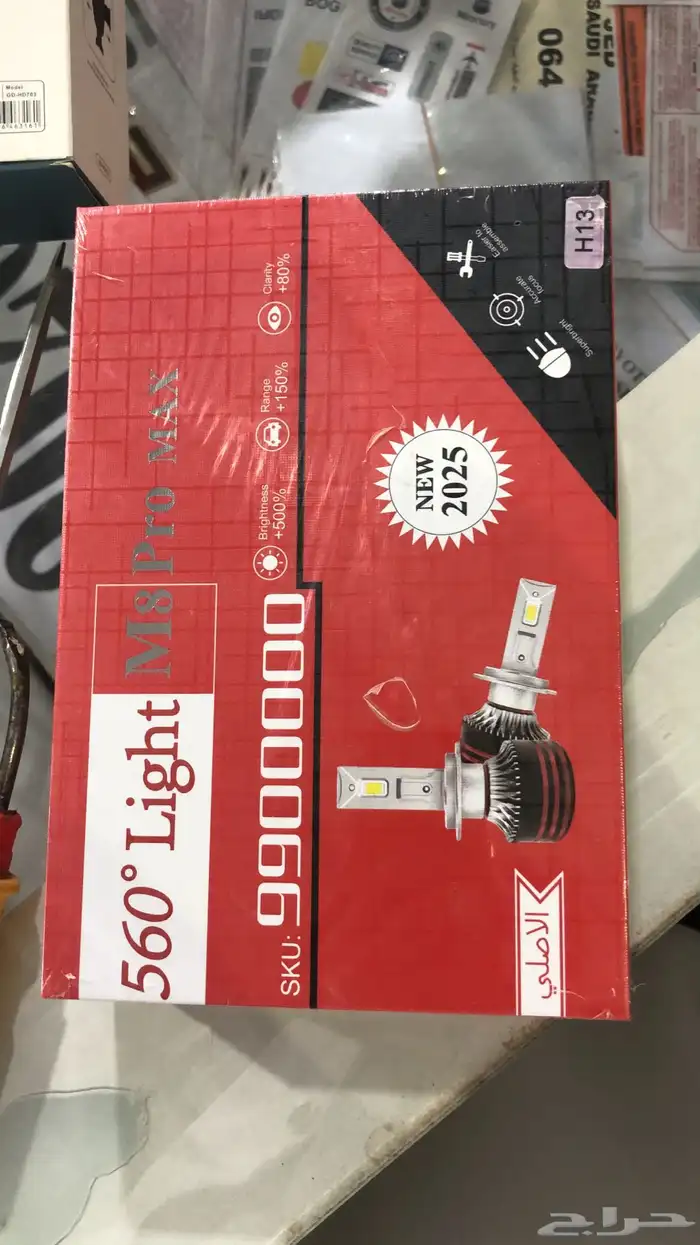 560° Light M8 Pro MAX
SKU: 9900000
Brightness
+500%
Range
+150%
Clarity
+80%
NEW
2025
Easier to
assemble
Accurate
focus
Superbright
H13
الاصلي
Model
SAUDI
064
حراج